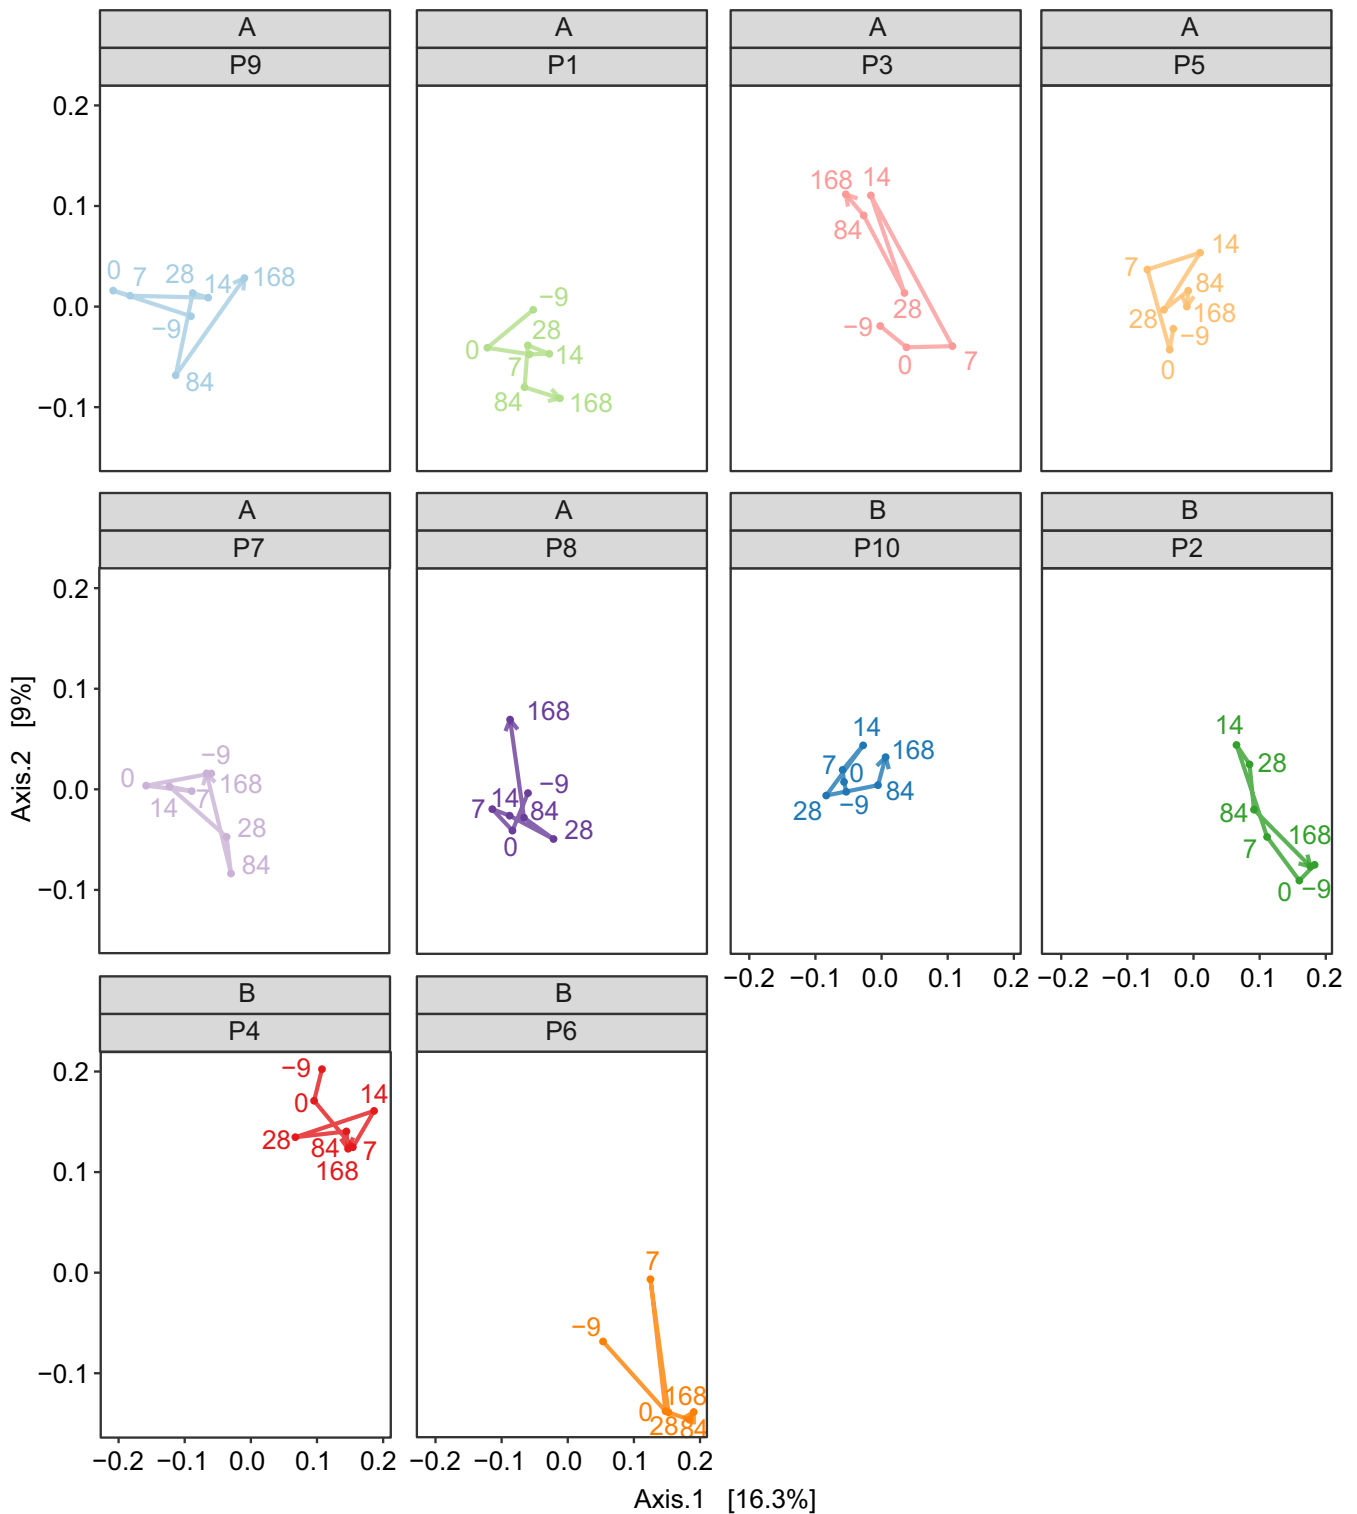 A A A A
P9 P1 P3 P5
0.2
0.1
0.0
−0.1
0 7 28 14 168 −9 84
−9 28 0 7 14 84 168
168 14 84 28 −9 0 7
14 7 84 28 168 −9 0
A A B B
P7 P8 P10 P2
0.2
0.1
0.0
−0.1
−9 0 168 7 14 28 84
168 −9 7 14 84 28 0
14 7 0 168 28 −9 84
14 28 84 168 7 0 −9
−0.2 −0.1 0.0 0.1 0.2 −0.2 −0.1 0.0 0.1 0.2
B B
P4 P6
0.2
0.1
0.0
−0.1
−9 0 14 28 84 7 168
7 −9 168 0 28 84
−0.2 −0.1 0.0 0.1 0.2 −0.2 −0.1 0.0 0.1 0.2
Axis.2 [9%]
Axis.1 [16.3%]